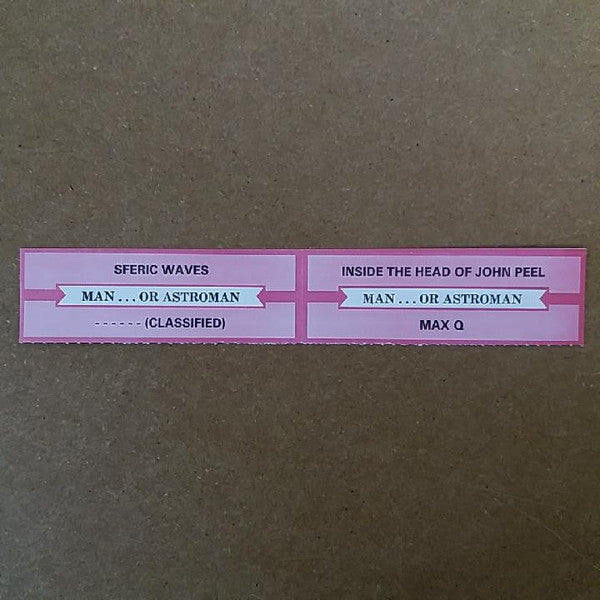 SFERIC WAVES
MAN...OR ASTROMAN
------ (CLASSIFIED)
INSIDE THE HEAD OF JOHN PEEL
MAN...OR ASTROMAN
MAX Q